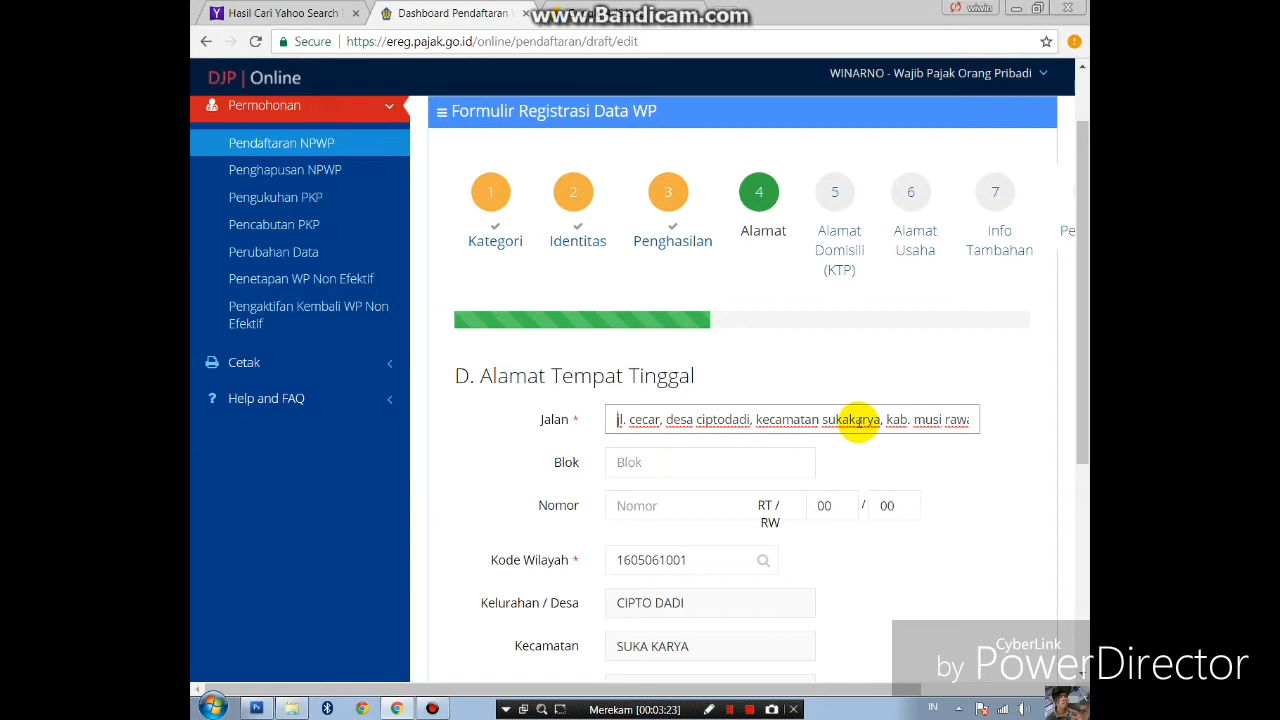 Hasil Cari Yahoo Search
Dashboard Pendaftaran
www.Bandicam.com
winvin
Secure
https://ereg.pajak.go.id/online/pendaftaran/draft/edit
DJP | Online
WINARNO - Wajib Pajak Orang Pribadi
Permohonan
Formulir Registrasi Data WP
Pendaftaran NPWP
Penghapusan NPWP
Pengukuhan PKP
Pencabutan PKP
Perubahan Data
Penetapan WP Non Efektif
Pengaktifan Kembali WP Non
Efektif
Cetak
Help and FAQ
1 2 3 4 5 6 7
Kategori Identitas Penghasilan Alamat
Alamat
Domisili
(KTP)
Alamat
Usaha
Info
Tambahan
Pe
D. Alamat Tempat Tinggal
Jalan * jl. cecar, desa ciptodadi, kecamatan sukakarya, kab. musi rawa
Blok Blok
Nomor Nomor RT / RW 00 / 00
Kode Wilayah * 1605061001
Kelurahan / Desa CIPTO DADI
Kecamatan SUKA KARYA
CyberLink
by PowerDirector
Merekam [00:03:23]
IN